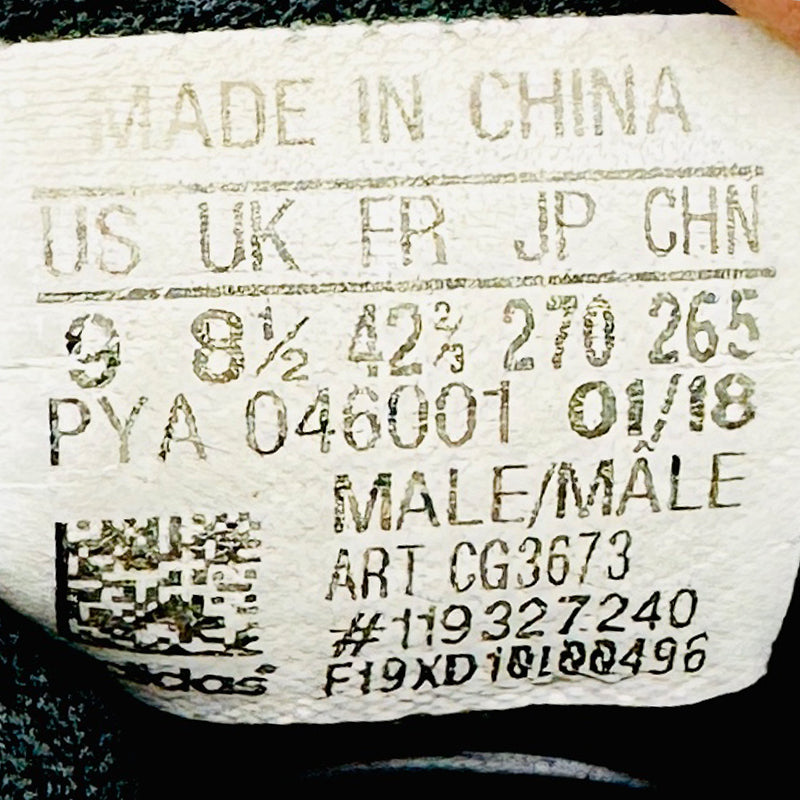 MADE IN CHINA
US UK FR JP CHN
9 8½ 42⅔ 270 265
PYA 046001 01/18
MALE/MÂLE
ART CG3673
#119327240
adidas®